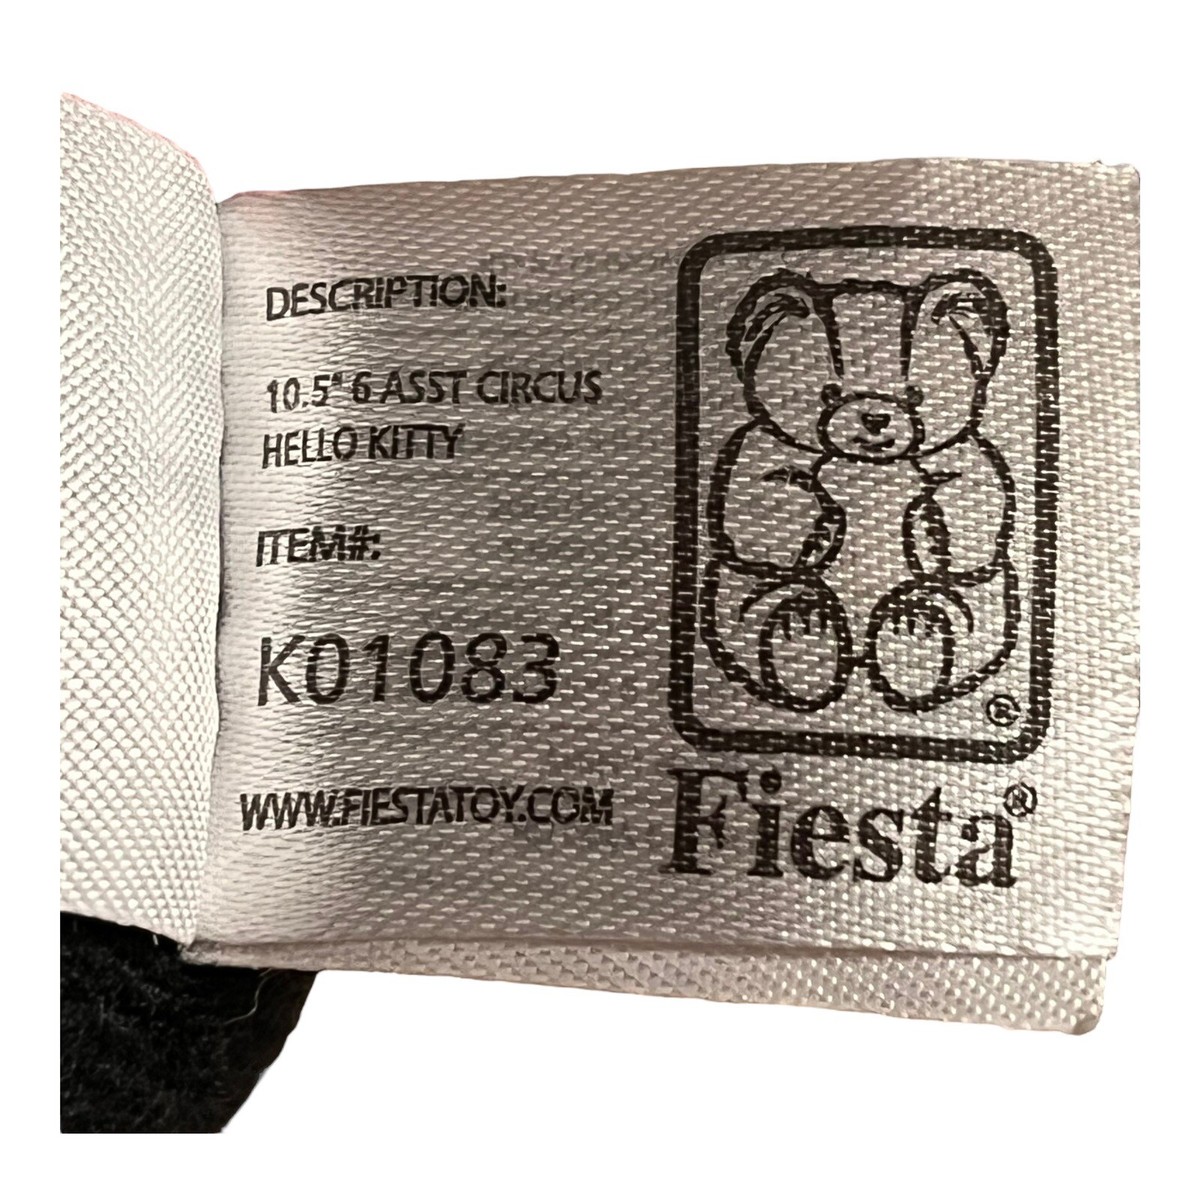 DESCRIPTION:
10.5" 6 ASST CIRCUS
HELLO KITTY
ITEM#:
K01083
WWW.FIESTATOY.COM
®
Fiesta®